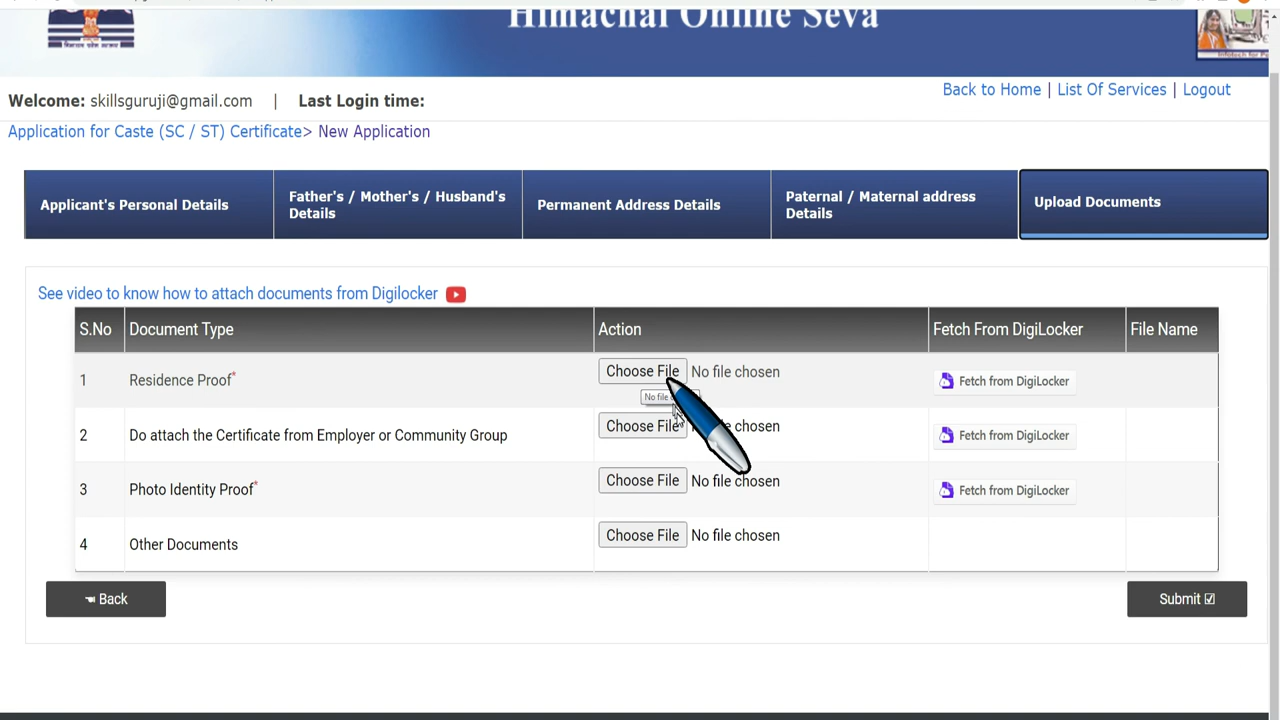 Himachal Online Seva
Welcome: skillsguruji@gmail.com | Last Login time:
Back to Home | List Of Services | Logout
Application for Caste (SC / ST) Certificate> New Application
Applicant's Personal Details
Father's / Mother's / Husband's
Details
Permanent Address Details
Paternal / Maternal address
Details
Upload Documents
See video to know how to attach documents from Digilocker
S.No Document Type Action Fetch From DigiLocker File Name
1 Residence Proof* Choose File No file chosen Fetch from DigiLocker
No file
2 Do attach the Certificate from Employer or Community Group Choose File chosen Fetch from DigiLocker
3 Photo Identity Proof* Choose File No file chosen Fetch from DigiLocker
4 Other Documents Choose File No file chosen
Back
Submit